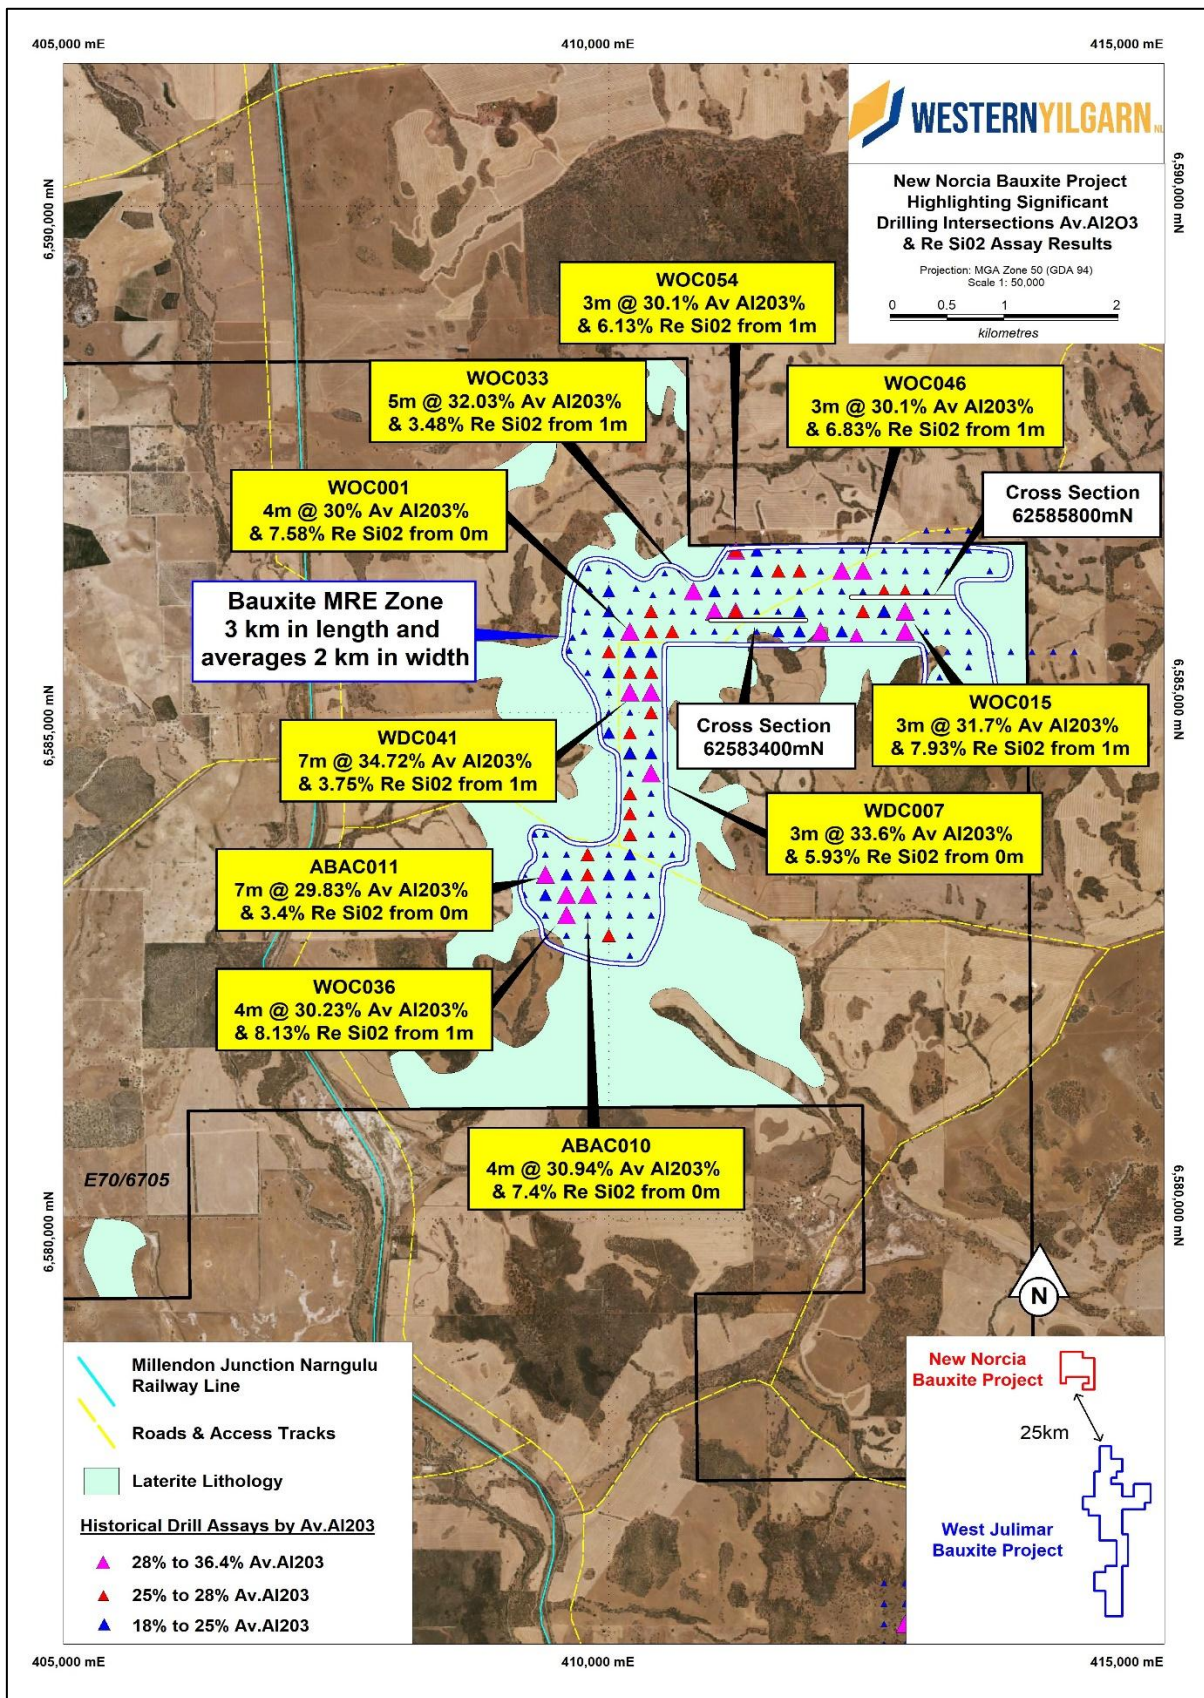 405,000 mE
410,000 mE
415,000 mE
WESTERNYILGARN NL
New Norcia Bauxite Project
Highlighting Significant
Drilling Intersections Av.Al2O3
& Re Si02 Assay Results
Projection: MGA Zone 50 (GDA 94)
Scale 1: 50,000
0 0.5 1 2
kilometres
6,590,000 mN
6,590,000 mN
WOC054
3m @ 30.1% Av Al203%
& 6.13% Re Si02 from 1m
WOC033
5m @ 32.03% Av Al203%
& 3.48% Re Si02 from 1m
WOC046
3m @ 30.1% Av Al203%
& 6.83% Re Si02 from 1m
WOC001
4m @ 30% Av Al203%
& 7.58% Re Si02 from 0m
Cross Section
62585800mN
Bauxite MRE Zone
3 km in length and
averages 2 km in width
6,585,000 mN
6,585,000 mN
WOC015
3m @ 31.7% Av Al203%
& 7.93% Re Si02 from 1m
Cross Section
62583400mN
WDC041
7m @ 34.72% Av Al203%
& 3.75% Re Si02 from 1m
WDC007
3m @ 33.6% Av Al203%
& 5.93% Re Si02 from 0m
ABAC011
7m @ 29.83% Av Al203%
& 3.4% Re Si02 from 0m
WOC036
4m @ 30.23% Av Al203%
& 8.13% Re Si02 from 1m
ABAC010
4m @ 30.94% Av Al203%
& 7.4% Re Si02 from 0m
E70/6705
6,580,000 mN
6,580,000 mN
N
Millendon Junction Narngulu
Railway Line
Roads & Access Tracks
Laterite Lithology
Historical Drill Assays by Av.Al203
28% to 36.4% Av.Al203
25% to 28% Av.Al203
18% to 25% Av.Al203
New Norcia
Bauxite Project
25km
West Julimar
Bauxite Project
405,000 mE
410,000 mE
415,000 mE